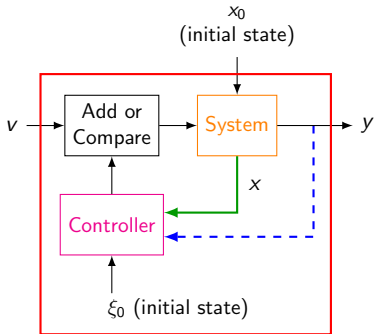 x₀
(initial state)
v
Add or
Compare
System
y
x
Controller
ξ₀ (initial state)